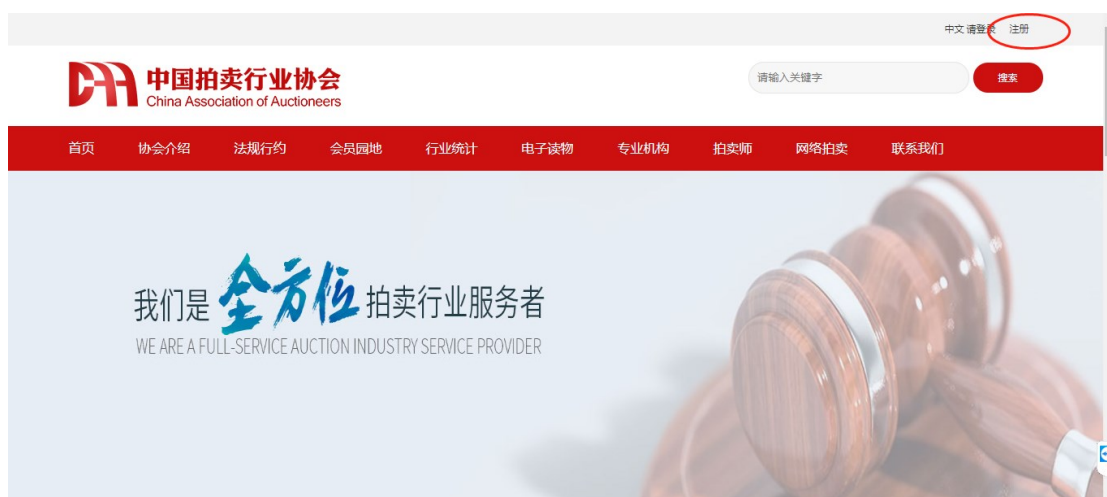 中文 请登录 注册
中国拍卖行业协会
China Association of Auctioneers
请输入关键字
搜索
首页 协会介绍 法规行约 会员园地 行业统计 电子读物 专业机构 拍卖师 网络拍卖 联系我们
我们是 全方位 拍卖行业服务者
WE ARE A FULL-SERVICE AUCTION INDUSTRY SERVICE PROVIDER